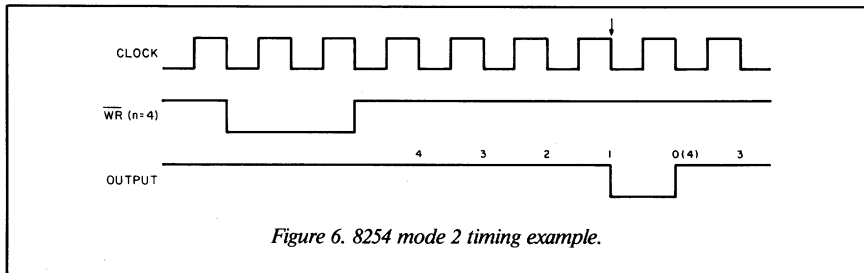 CLOCK
WR (n=4)
4 3 2 1 0(4) 3
OUTPUT
Figure 6. 8254 mode 2 timing example.